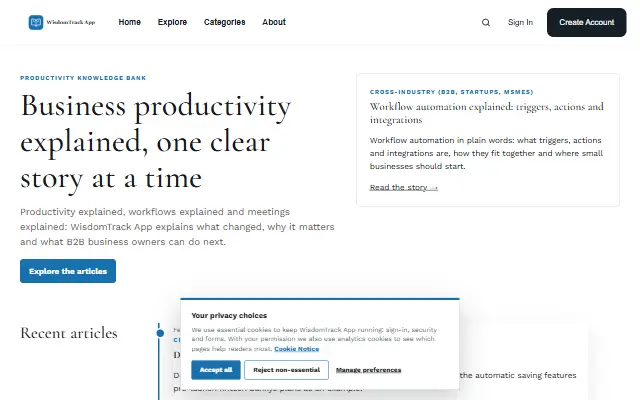 WisdomTrack App
Home
Explore
Categories
About
Sign In
Create Account
PRODUCTIVITY KNOWLEDGE BANK
Business productivity
explained, one clear
story at a time
Productivity explained, workflows explained and meetings
explained: WisdomTrack App explains what changed, why it matters
and what B2B business owners can do next.
Explore the articles
CROSS-INDUSTRY (B2B, STARTUPS, MSMES)
Workflow automation explained: triggers, actions and
integrations
Workflow automation in plain words: what triggers, actions
and integrations are, how they fit together and where small
businesses should start.
Read the story →
Recent articles
Your privacy choices
We use essential cookies to keep WisdomTrack App running: sign-in, security
and forms. With your permission we also use analytics cookies to see which
pages help readers most. Cookie Notice
Accept all
Reject non-essential
Manage preferences
the automatic saving features